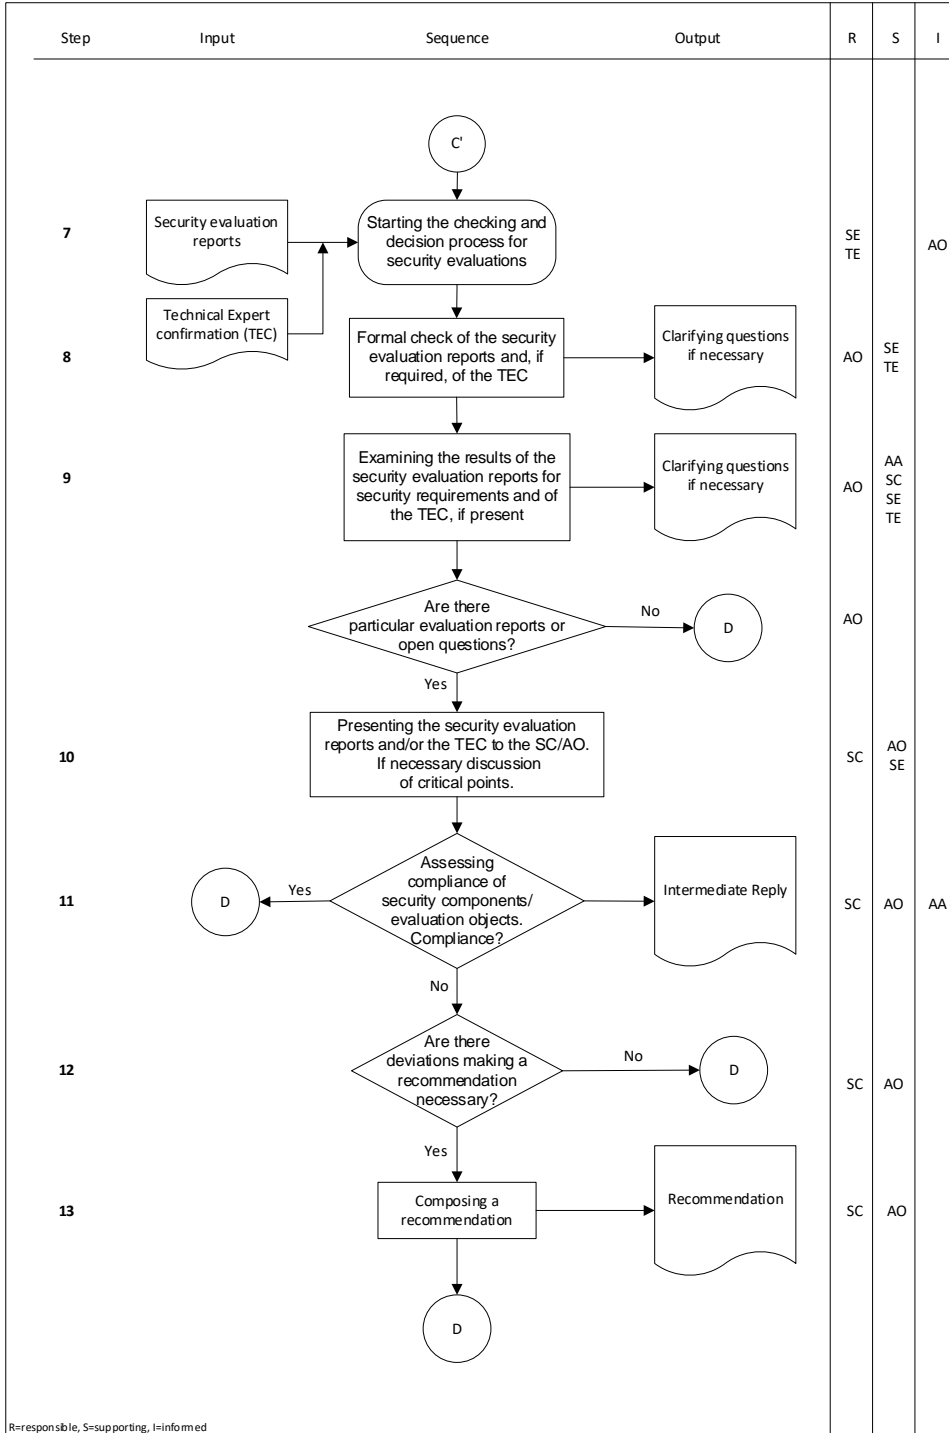 Step Input Sequence Output R S I
C'
7
Security evaluation
reports
Starting the checking and
decision process for
security evaluations
SE
TE
AO
Technical Expert
confirmation (TEC)
8
Formal check of the security
evaluation reports and, if
required, of the TEC
Clarifying questions
if necessary
AO
SE
TE
9
Examining the results of the
security evaluation reports for
security requirements and of
the TEC, if present
Clarifying questions
if necessary
AO
AA
SC
SE
TE
Are there
particular evaluation reports or
open questions?
No
D
AO
Yes
10
Presenting the security evaluation
reports and/or the TEC to the SC/AO.
If necessary discussion
of critical points.
SC
AO
SE
11
D
Yes
Assessing
compliance of
security components/
evaluation objects.
Compliance?
Intermediate Reply
SC
AO
AA
No
12
Are there
deviations making a
recommendation
necessary?
No
D
SC
AO
Yes
13
Composing a
recommendation
Recommendation
SC
AO
D
R=responsible, S=supporting, I=informed